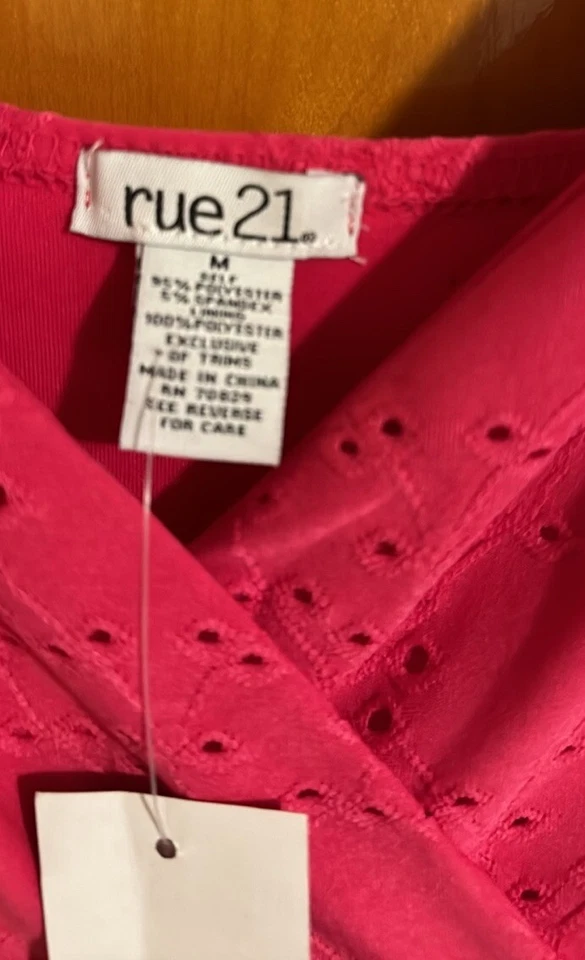 rue21®
M
SELF
95% POLYESTER
5% SPANDEX
LINING
100%POLYESTER
EXCLUSIVE
OF TRIMS
MADE IN CHINA
RN 70829
SEE REVERSE
FOR CARE